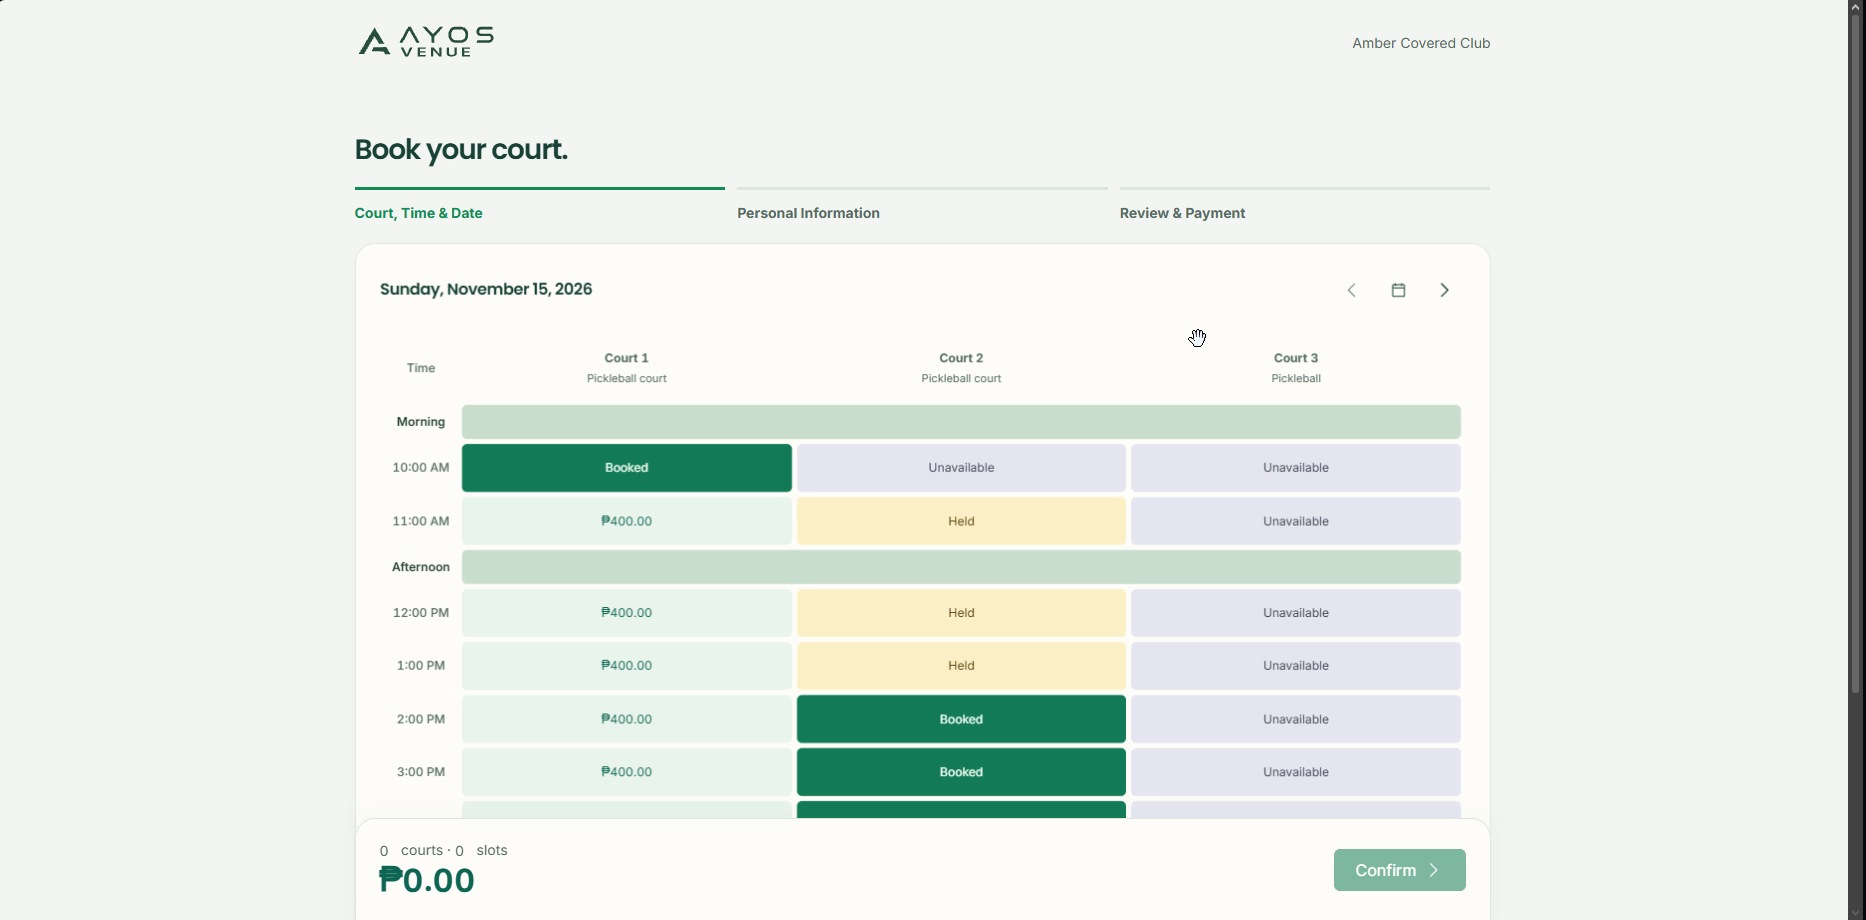 AYOS
VENUE
Amber Covered Club
Book your court.
Court, Time & Date
Personal Information
Review & Payment
Sunday, November 15, 2026
Time
Court 1
Court 2
Court 3
Pickleball court
Pickleball court
Pickleball
Morning
10:00 AM
Booked
Unavailable
Unavailable
11:00 AM
₱400.00
Held
Unavailable
Afternoon
12:00 PM
₱400.00
Held
Unavailable
1:00 PM
₱400.00
Held
Unavailable
2:00 PM
₱400.00
Booked
Unavailable
3:00 PM
₱400.00
Booked
Unavailable
0 courts · 0 slots
₱0.00
Confirm